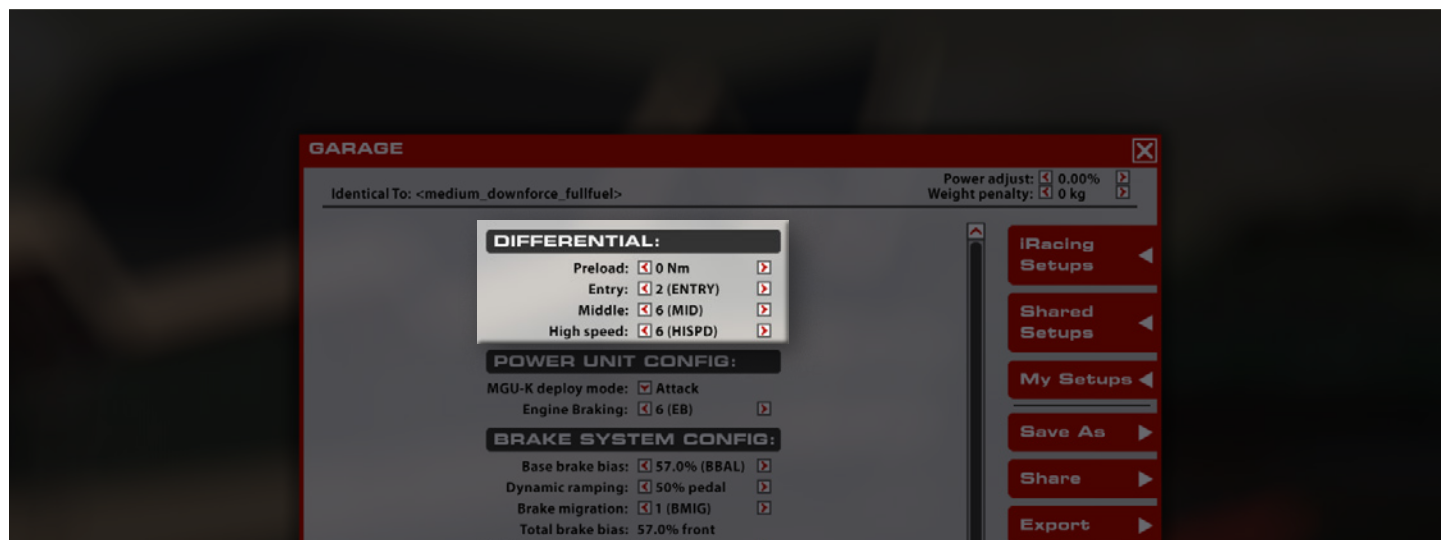 GARAGE
Identical To: <medium_downforce_fullfuel>
Power adjust: 0.00%
Weight penalty: 0 kg
DIFFERENTIAL:
Preload: 0 Nm
Entry: 2 (ENTRY)
Middle: 6 (MID)
High speed: 6 (HISPD)
POWER UNIT CONFIG:
MGU-K deploy mode: Attack
Engine Braking: 6 (EB)
BRAKE SYSTEM CONFIG:
Base brake bias: 57.0% (BBAL)
Dynamic ramping: 50% pedal
Brake migration: 1 (BMIG)
Total brake bias: 57.0% front
iRacing
Setups
Shared
Setups
My Setups
Save As
Share
Export